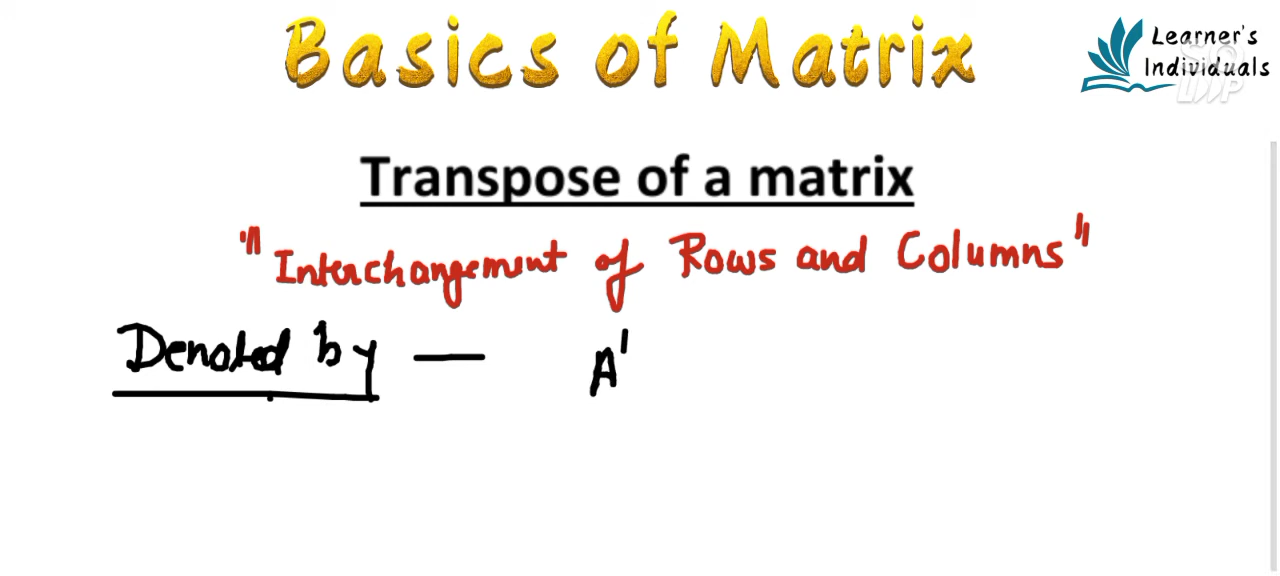 Basics of Matrix
Learner's
Individuals
Transpose of a matrix
"Interchangement of Rows and Columns"
Denoted by — A'